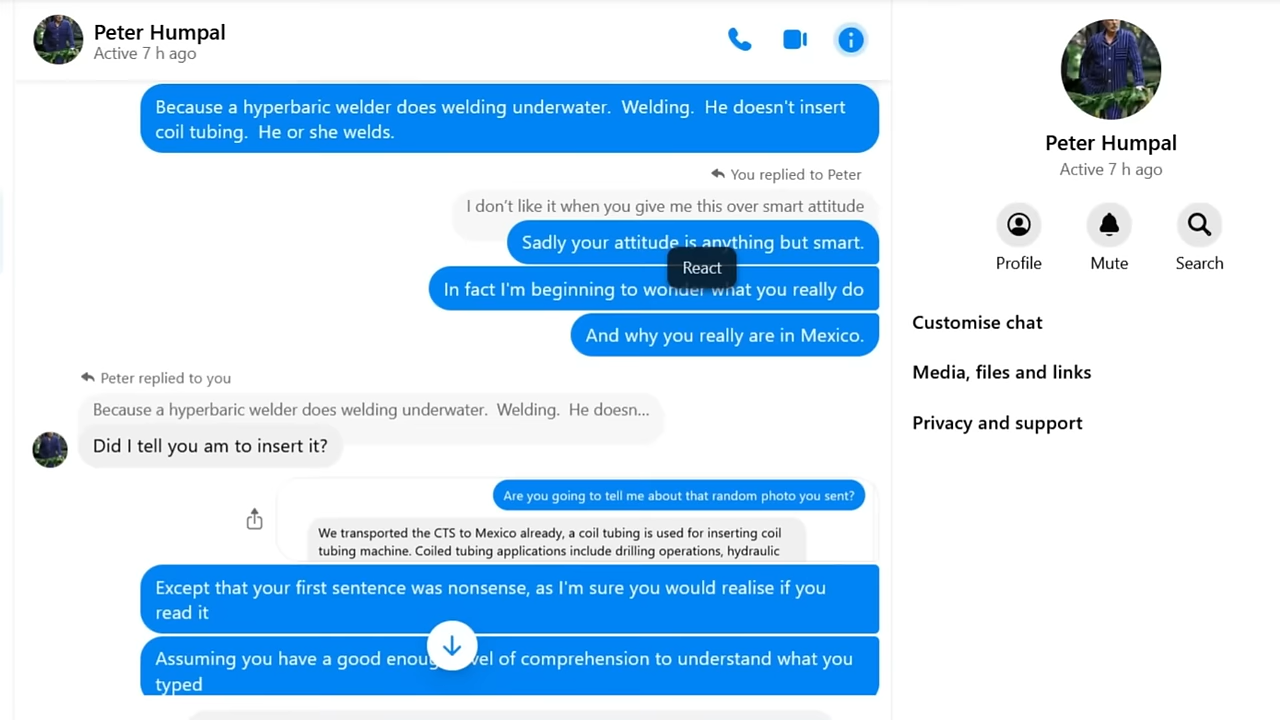 Peter Humpal
Active 7 h ago
Because a hyperbaric welder does welding underwater.  Welding.  He doesn't insert
coil tubing.  He or she welds.
You replied to Peter
I don't like it when you give me this over smart attitude
Sadly your attitude is anything but smart.
React
In fact I'm beginning to wonder what you really do
And why you really are in Mexico.
Peter replied to you
Because a hyperbaric welder does welding underwater.  Welding.  He doesn...
Did I tell you am to insert it?
Are you going to tell me about that random photo you sent?
We transported the CTS to Mexico already, a coil tubing is used for inserting coil
tubing machine. Coiled tubing applications include drilling operations, hydraulic
Except that your first sentence was nonsense, as I'm sure you would realise if you
read it
Assuming you have a good enough level of comprehension to understand what you
typed
Peter Humpal
Active 7 h ago
Profile
Mute
Search
Customise chat
Media, files and links
Privacy and support